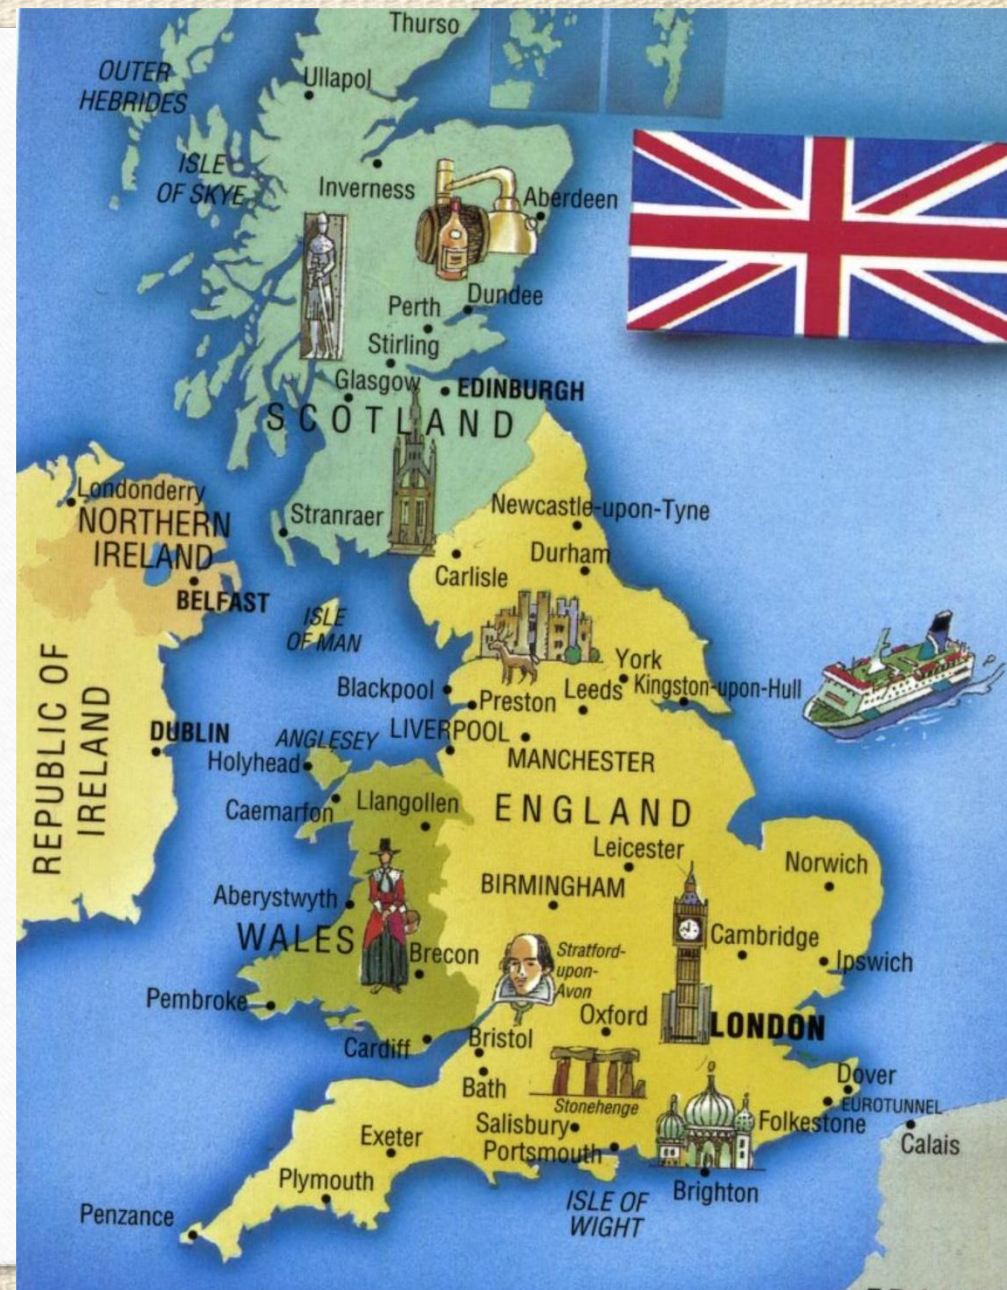 Thurso
OUTER
HEBRIDES
Ullapol
ISLE
OF SKYE
Inverness
Aberdeen
Dundee
Perth
Stirling
Glasgow
EDINBURGH
SCOTLAND
Londonderry
NORTHERN
IRELAND
BELFAST
Stranraer
Newcastle-upon-Tyne
Durham
Carlisle
ISLE
OF MAN
REPUBLIC OF
IRELAND
DUBLIN
York
Blackpool
Preston
Leeds
Kingston-upon-Hull
LIVERPOOL
ANGLESEY
Holyhead
MANCHESTER
Caemarfon
Llangollen
ENGLAND
Leicester
Norwich
BIRMINGHAM
Aberystwyth
WALES
Brecon
Stratford-
upon-
Avon
Cambridge
Ipswich
Pembroke
Oxford
LONDON
Cardiff
Bristol
Bath
Stonehenge
Dover
EUROTUNNEL
Folkestone
Calais
Salisbury
Portsmouth
Exeter
Plymouth
Penzance
ISLE OF
WIGHT
Brighton